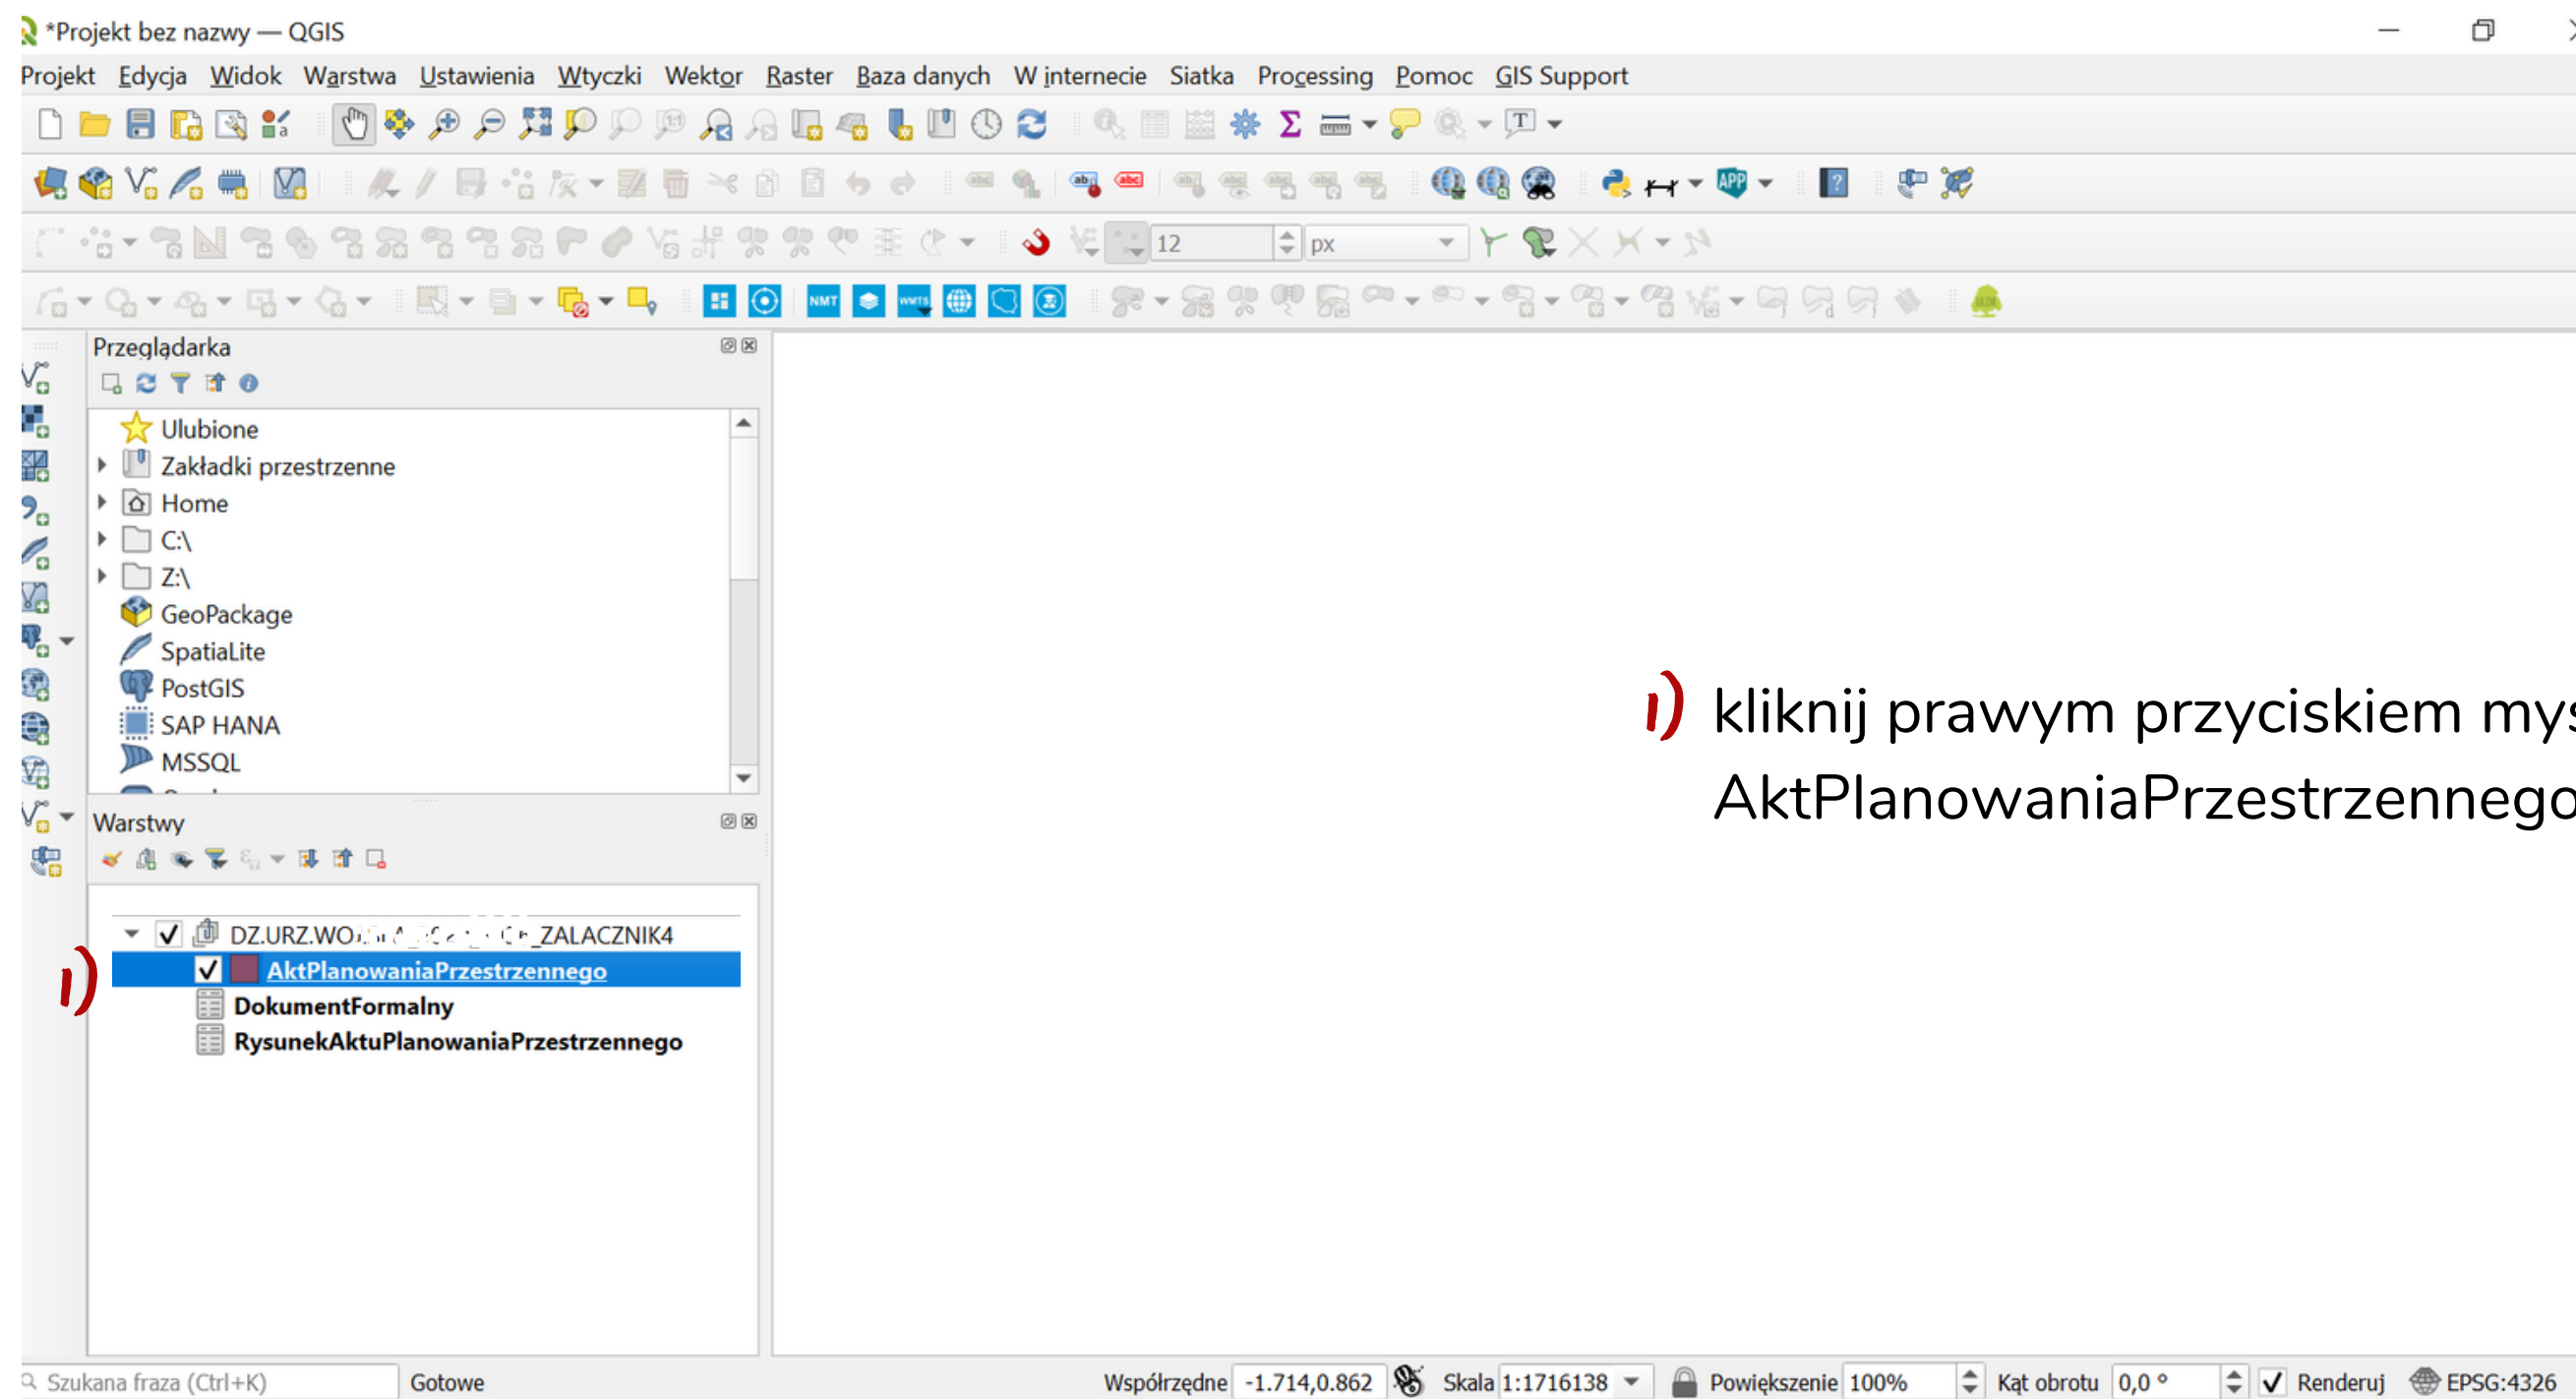 *Projekt bez nazwy — QGIS
Projekt Edycja Widok Warstwa Ustawienia Wtyczki Wektor Raster Baza danych W internecie Siatka Processing Pomoc GIS Support
12 px
NMT WMTS
Przeglądarka
Ulubione
Zakładki przestrzenne
Home
C:\
Z:\
GeoPackage
SpatiaLite
PostGIS
SAP HANA
MSSQL
1) kliknij prawym przyciskiem
AktPlanowaniaPrzestrzennego
Warstwy
ZALACZNIK4
1)
AktPlanowaniaPrzestrzennego
DokumentFormalny
RysunekAktuPlanowaniaPrzestrzennego
Szukana fraza (Ctrl+K) Gotowe Współrzędne -1.714,0.862 Skala 1:1716138 Powiększenie 100% Kąt obrotu 0,0 ° Renderuj EPSG:4326